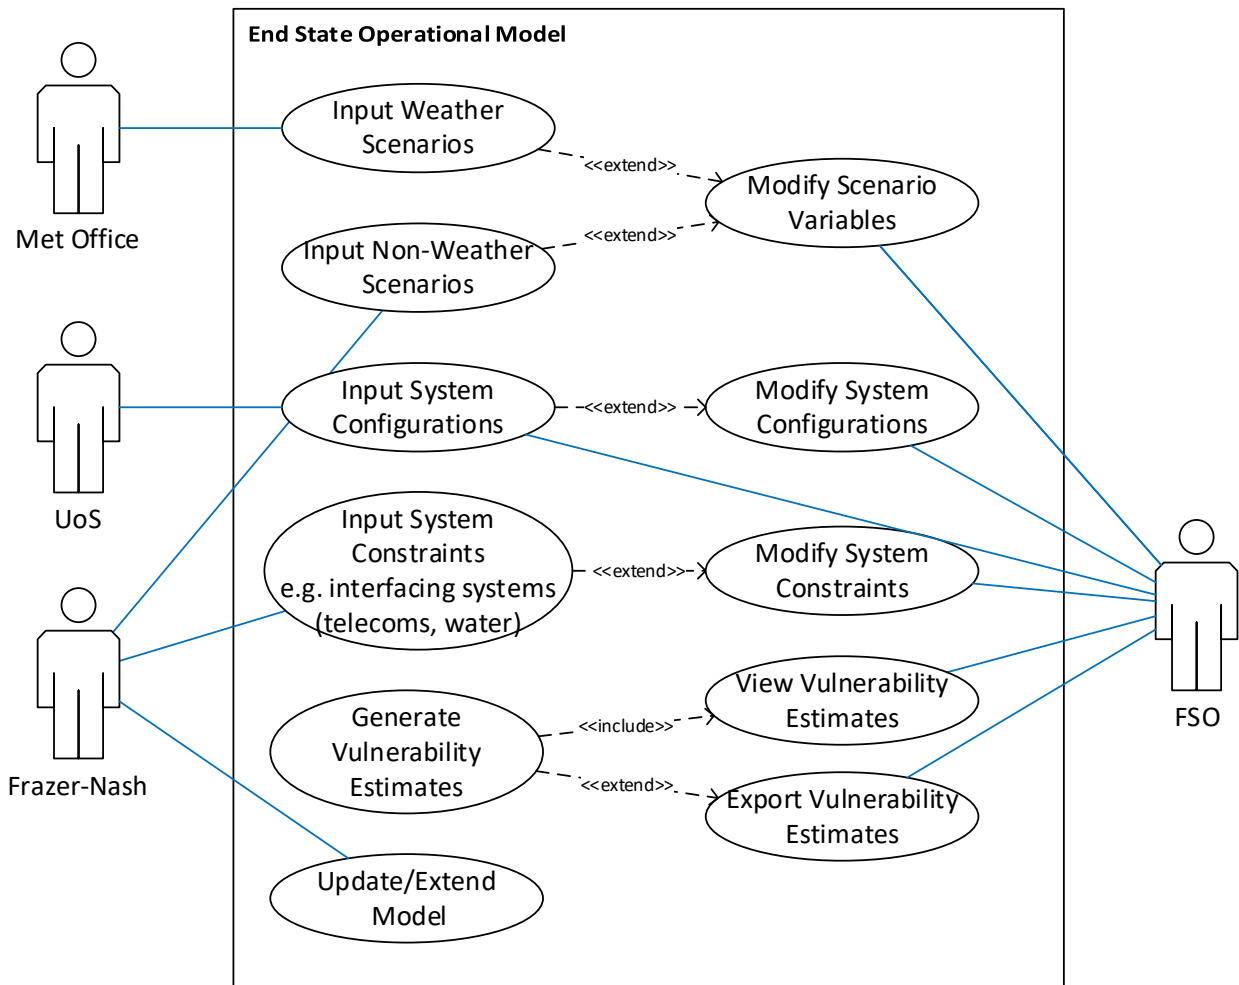 End State Operational Model
Input Weather
Scenarios
<<extend>>
Modify Scenario
Variables
Met Office
Input Non-Weather
Scenarios
<<extend>>
Input System
Configurations
<<extend>>
Modify System
Configurations
UoS
Input System
Constraints
e.g. interfacing systems
(telecoms, water)
<<extend>>
Modify System
Constraints
FSO
Frazer-Nash
Generate
Vulnerability
Estimates
<<include>>
View Vulnerability
Estimates
<<extend>>
Export Vulnerability
Estimates
Update/Extend
Model